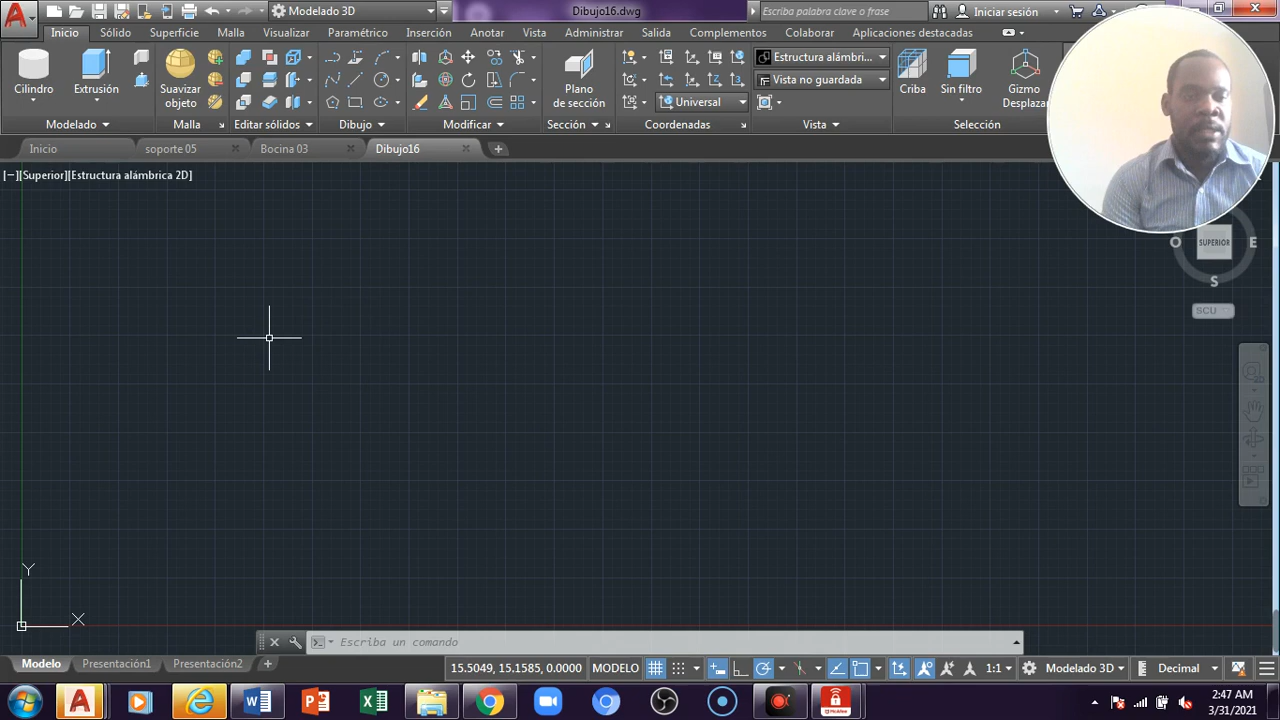 Modelado 3D
Dibujo16.dwg
Escriba palabra clave o frase
Iniciar sesión
Inicio Sólido Superficie Malla Visualizar Paramétrico Inserción Anotar Vista Administrar Salida Complementos Colaborar Aplicaciones destacadas
Cilindro
Extrusión
Suavizar objeto
Plano de sección
Universal
Estructura alámbri...
Vista no guardada
Criba
Sin filtro
Gizmo
Desplaz
Modelado
Malla
Editar sólidos
Dibujo
Modificar
Sección
Coordenadas
Vista
Selección
Inicio soporte 05 Bocina 03 Dibujo16
[−][Superior][Estructura alámbrica 2D]
O SUPERIOR E
S
SCU
Y
X
Escriba un comando
Modelo Presentación1 Presentación2
15.5049, 15.1585, 0.0000 MODELO 1:1 Modelado 3D Decimal
2:47 AM
3/31/2021